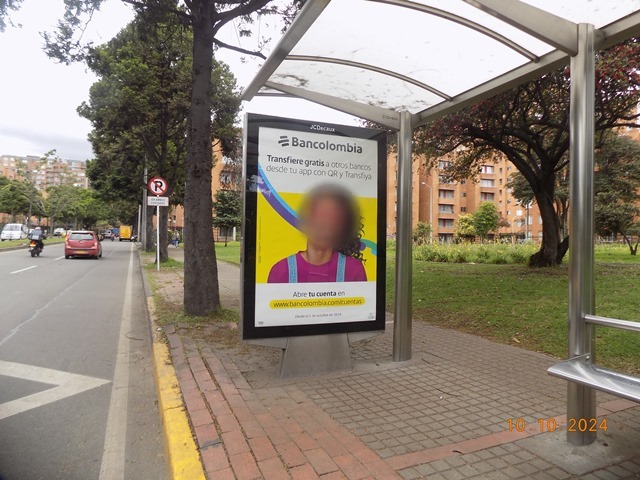 JCDecaux
Bancolombia
Transfiere gratis a otros bancos
desde tu app con QR y Transfiya
Abre tu cuenta en
www.bancolombia.com/cuentas
10 10 2024